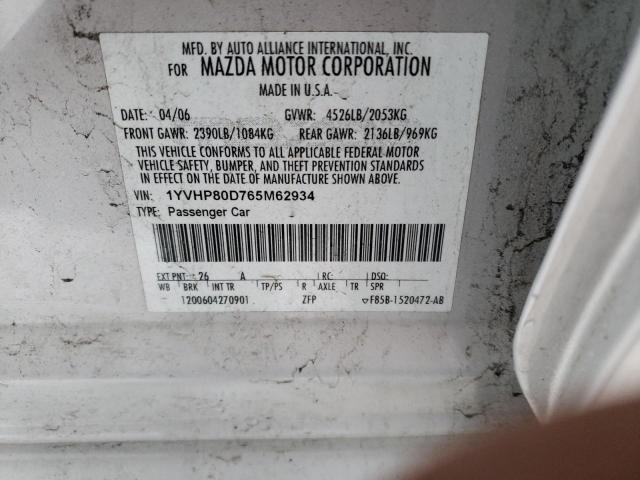 MFD. BY AUTO ALLIANCE INTERNATIONAL, INC.
FOR MAZDA MOTOR CORPORATION
MADE IN U.S.A.
DATE: 04/06 GVWR: 4526LB/2053KG
FRONT GAWR: 2390LB/1084KG REAR GAWR: 2136LB/969KG
THIS VEHICLE CONFORMS TO ALL APPLICABLE FEDERAL MOTOR
VEHICLE SAFETY, BUMPER, AND THEFT PREVENTION STANDARDS
IN EFFECT ON THE DATE OF MANUFACTURE SHOWN ABOVE.
VIN: 1YVHP80D765M62934
TYPE: Passenger Car
EXT PNT: 26 A RC: DSO:
WB BRK INT TR TP/PS R AXLE TR SPR
1200604270901 ZFP ▽F85B-1520472-AB